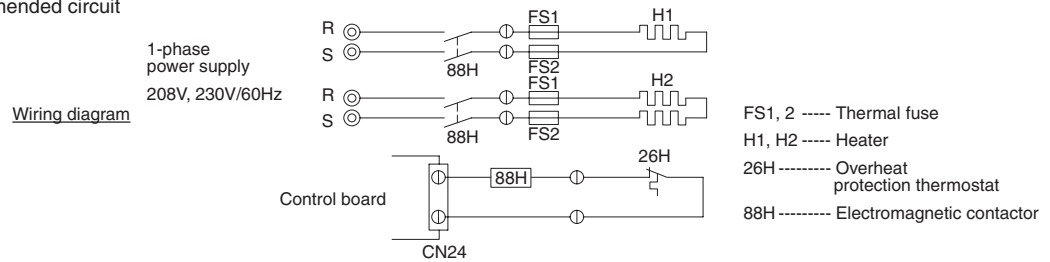 mended circuit
1-phase
power supply
208V, 230V/60Hz
Wiring diagram
R
S
88H
FS1
FS2
H1
R
S
88H
FS1
FS2
H2
Control board
88H
26H
CN24
FS1, 2 ----- Thermal fuse
H1, H2 ----- Heater
26H --------- Overheat
protection thermostat
88H --------- Electromagnetic contactor